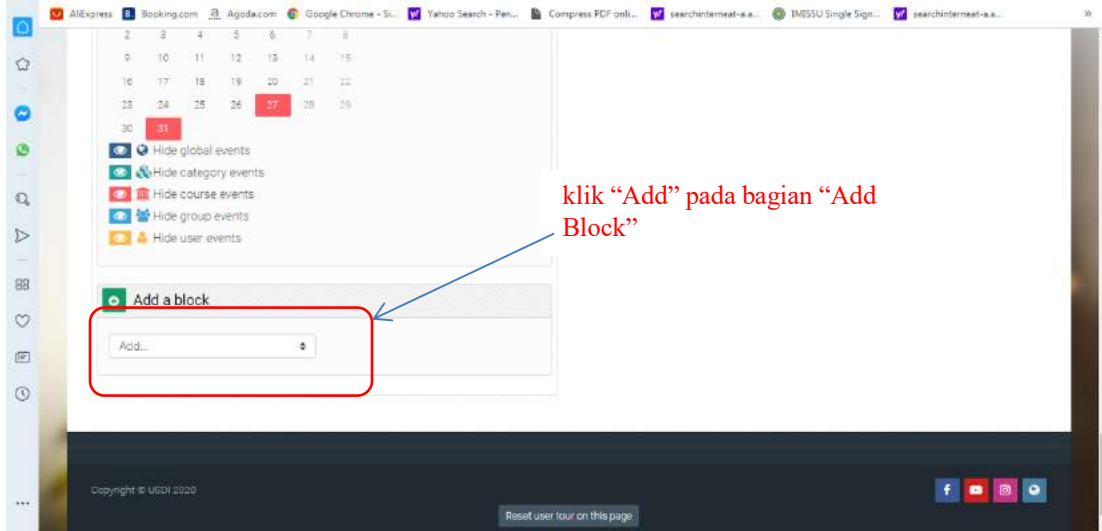 AliExpress Booking.com Agoda.com Google Chrome - Si... Yahoo Search - Pen... Compress PDF onli... searchinterneat-a.a... IMISSU Single Sign... searchinterneat-a.a... »
2 3 4 5 6 7 8
9 10 11 12 13 14 15
16 17 18 19 20 21 22
23 24 25 26 27 28 29
30 31
Hide global events
Hide category events
Hide course events
Hide group events
Hide user events
klik “Add” pada bagian “Add
Block”
Add a block
Add...
Copyright © USDI 2020
Reset user tour on this page